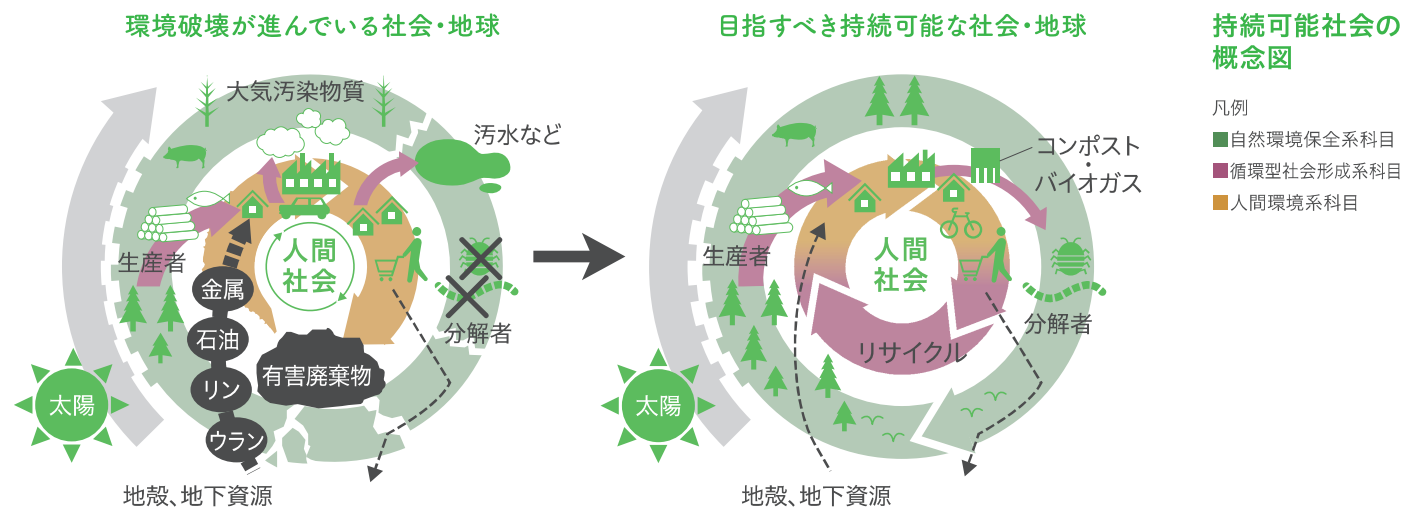 環境破壊が進んでいる社会・地球
大気汚染物質
汚水など
生産者
人間
社会
金属
石油
リン
ウラン
有害廃棄物
分解者
太陽
地殻、地下資源
目指すべき持続可能な社会・地球
コンポスト
・
バイオガス
生産者
人間
社会
分解者
リサイクル
太陽
地殻、地下資源
持続可能社会の
概念図
凡例
自然環境保全系科目
循環型社会形成系科目
人間環境系科目